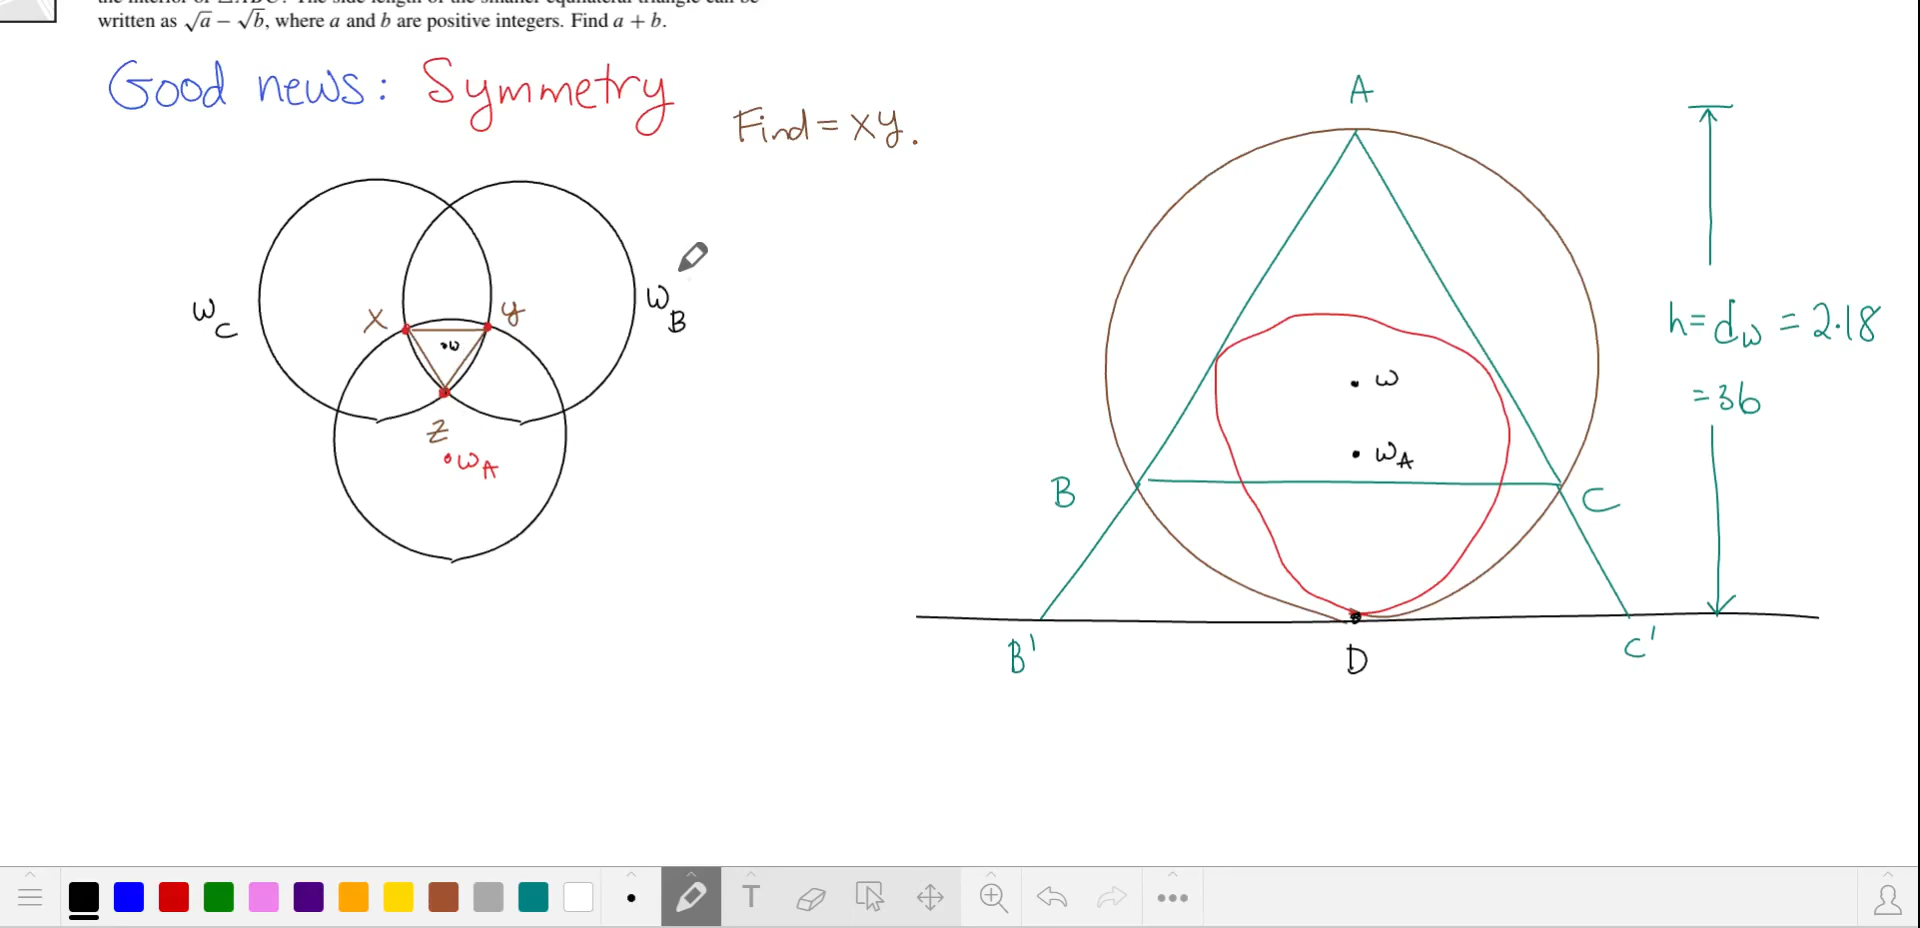 written as √a − √b, where a and b are positive integers. Find a + b.
Good news: Symmetry
Find = XY.
A
ω_C
X
y
ω_B
•ω
Z
•ω_A
• ω
• ω_A
h = d_ω = 2·18
= 36
B
C
B'
D
C'
T